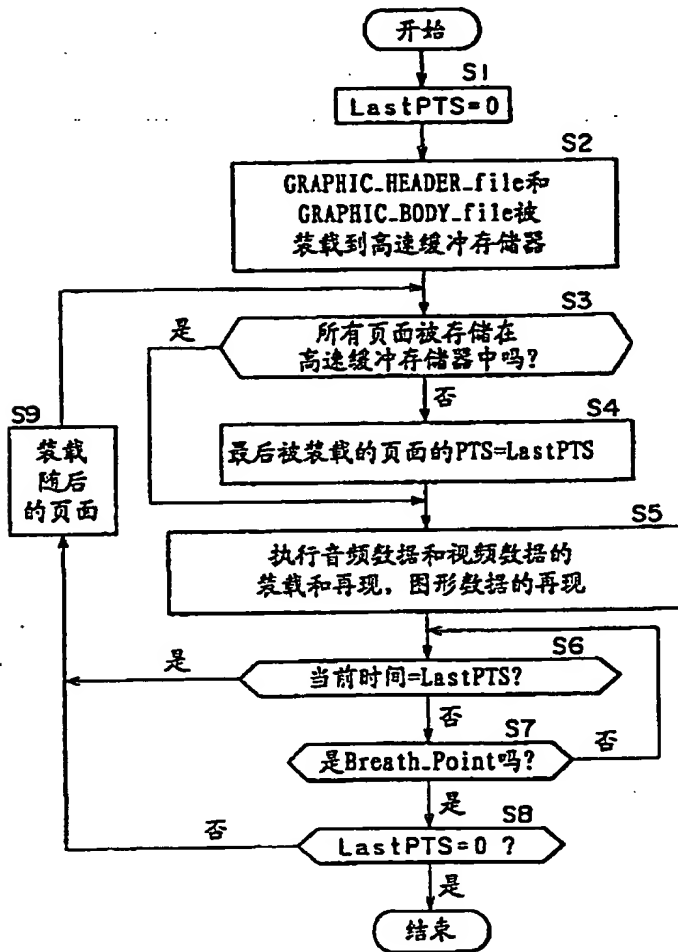 开始
S1
LastPTS=0
S2
GRAPHIC_HEADER_file和
GRAPHIC_BODY_file被
装载到高速缓冲存储器
S3
所有页面被存储在
高速缓冲存储器中吗?
是
否
S4
最后被装载的页面的PTS=LastPTS
S9
装载
随后
的页面
S5
执行音频数据和视频数据的
装载和再现，图形数据的再现
S6
当前时间=LastPTS?
是
否
S7
是Breath_Point吗?
否
是
S8
LastPTS=0 ?
否
是
结束